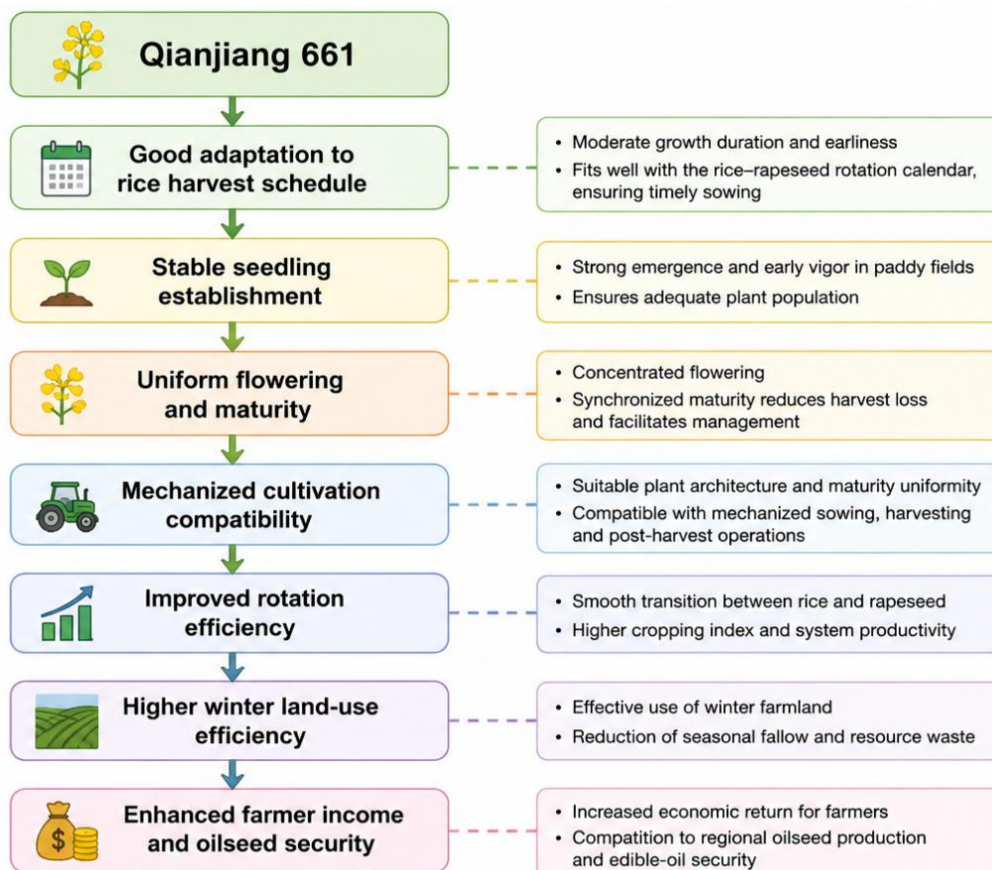 Qianjiang 661
Good adaptation to
rice harvest schedule
• Moderate growth duration and earliness
• Fits well with the rice–rapeseed rotation calendar,
ensuring timely sowing
Stable seedling
establishment
• Strong emergence and early vigor in paddy fields
• Ensures adequate plant population
Uniform flowering
and maturity
• Concentrated flowering
• Synchronized maturity reduces harvest loss
and facilitates management
Mechanized cultivation
compatibility
• Suitable plant architecture and maturity uniformity
• Compatible with mechanized sowing, harvesting
and post-harvest operations
Improved rotation
efficiency
• Smooth transition between rice and rapeseed
• Higher cropping index and system productivity
Higher winter land-use
efficiency
• Effective use of winter farmland
• Reduction of seasonal fallow and resource waste
$
Enhanced farmer income
and oilseed security
• Increased economic return for farmers
• Compatition to regional oilseed production
and edible-oil security